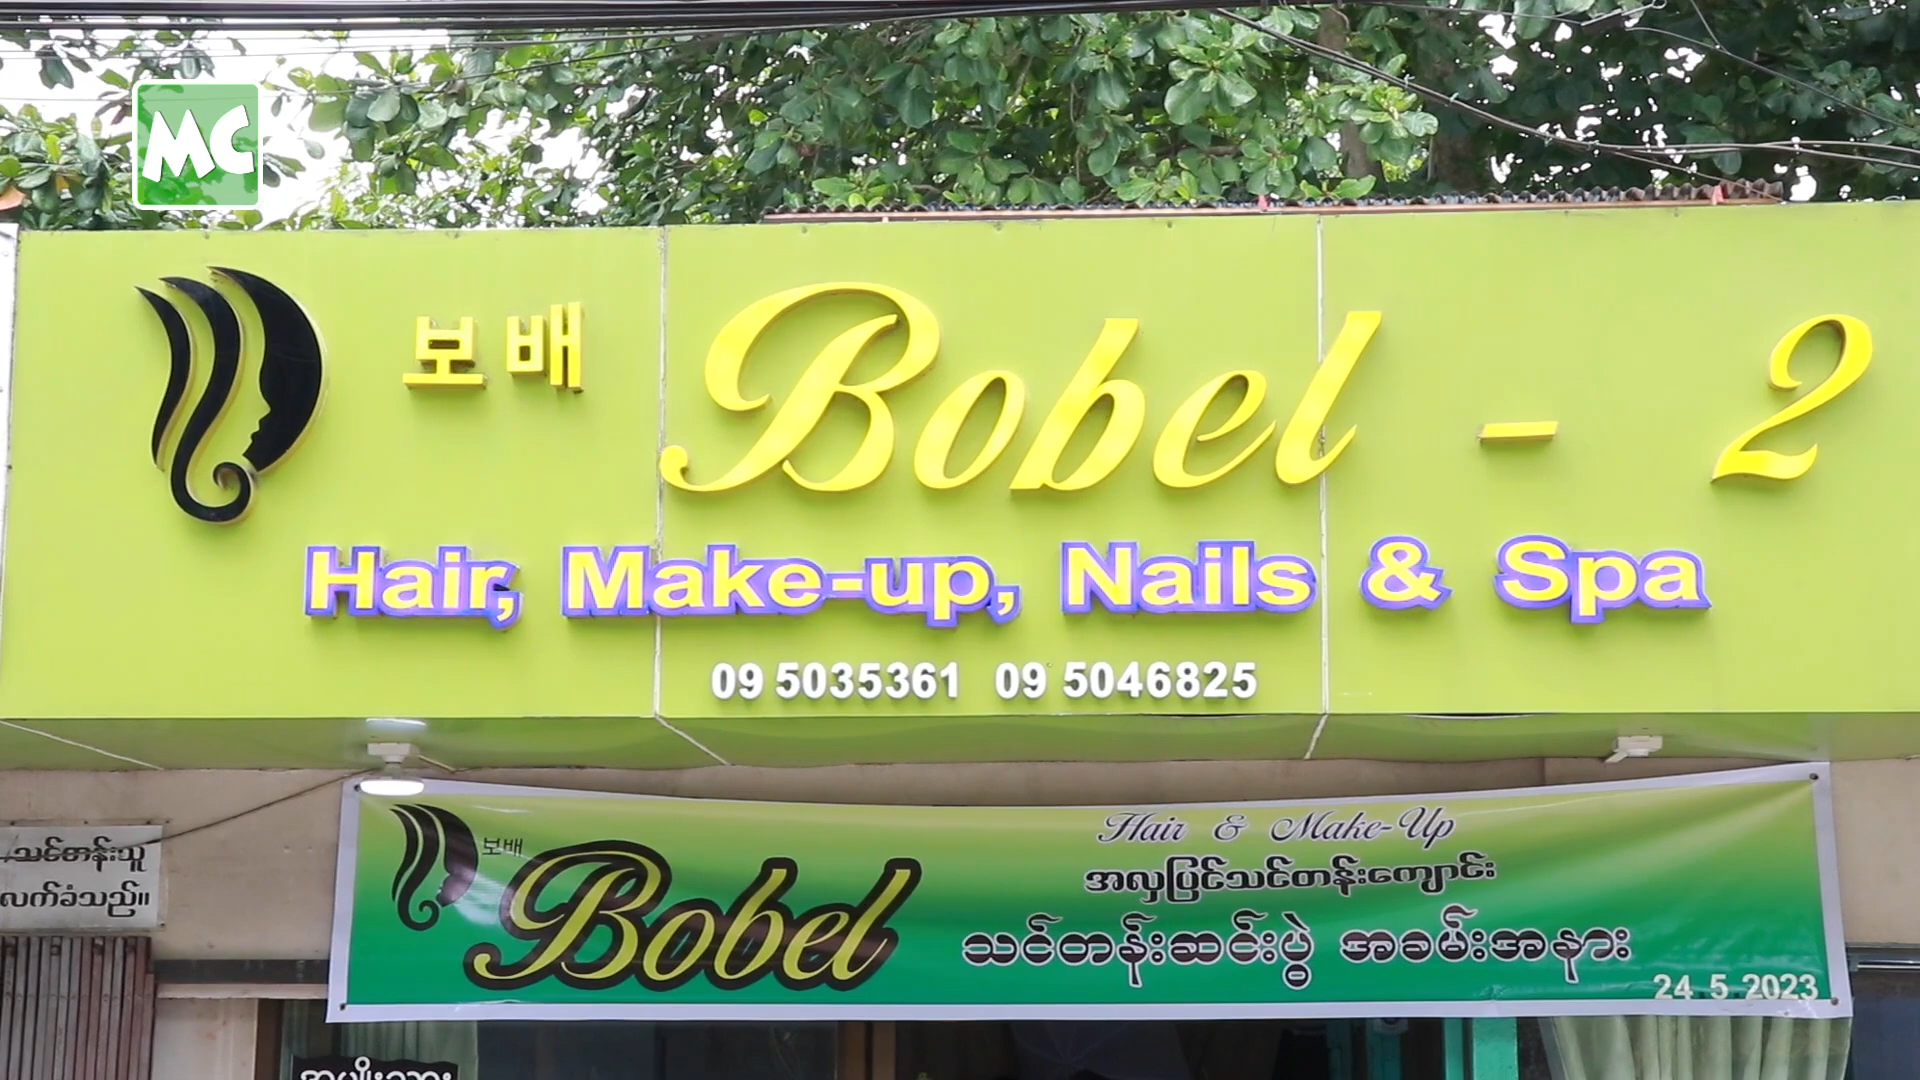 MC
보배 Bobel - 2
Hair, Make-up, Nails & Spa
09 5035361 09 5046825
သင်တန်းသူ
လက်ခံသည်။
보배
Bobel
Hair & Make-Up
အလှပြင်သင်တန်းကျောင်း
သင်တန်းဆင်းပွဲ အခမ်းအနား
24 5 2023